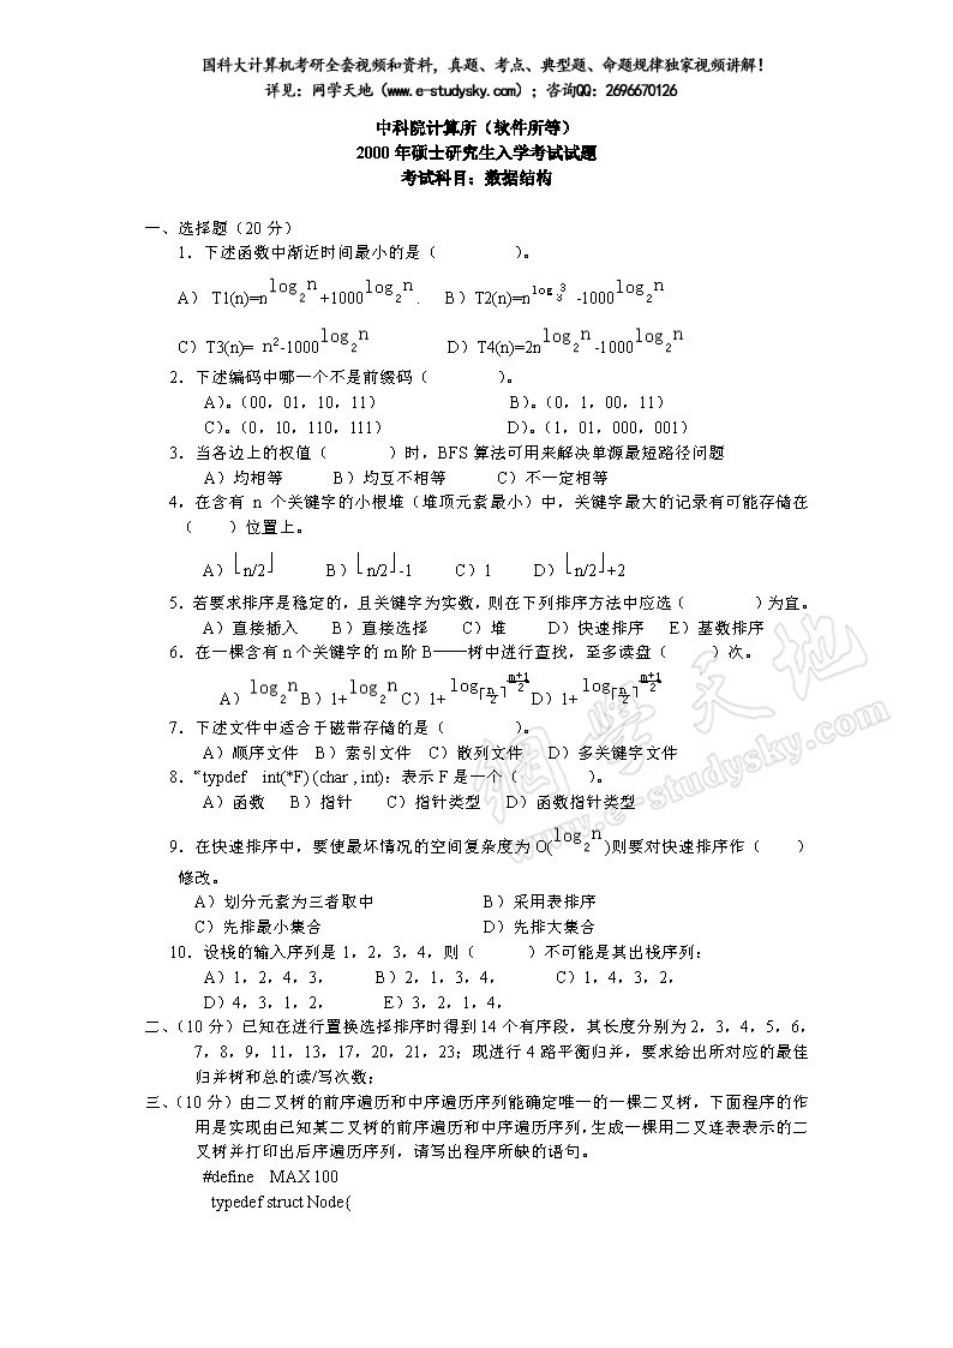 国科大计算机考研全套视频和资料，真题、考点、典型题、命题规律独家视频讲解！
详见：网学天地（www.e-studysky.com）；咨询QQ：2696670126
中科院计算所（软件所等）
2000 年硕士研究生入学考试试题
考试科目：数据结构
一、选择题（20 分）
1．下述函数中渐近时间最小的是（　　　　）。
A） T1(n)=n log₂n +1000 log₂n . B）T2(n)=n^log₃3 -1000 log₂n
C）T3(n)= n²-1000 log₂n D）T4(n)=2n log₂n -1000 log₂n
2．下述编码中哪一个不是前缀码（　　　　）。
A）。（00，01，10，11） B）。（0，1，00，11）
C）。（0，10，110，111） D）。（1，01，000，001）
3．当各边上的权值（　　　　）时，BFS 算法可用来解决单源最短路径问题
A）均相等 B）均互不相等 C）不一定相等
4，在含有 n 个关键字的小根堆（堆顶元素最小）中，关键字最大的记录有可能存储在
（　　）位置上。
A）⌊n/2⌋ B）⌊n/2⌋-1 C）1 D）⌊n/2⌋+2
5．若要求排序是稳定的，且关键字为实数，则在下列排序方法中应选（　　　　）为宜。
A）直接插入 B）直接选择 C）堆 D）快速排序 E）基数排序
6．在一棵含有 n 个关键字的 m 阶 B——树中进行查找，至多读盘（　　）次。
A）log₂n B）1+log₂n C）1+log⌈n/2⌉ m+1/2 D）1+log⌈n/2⌉ m+1/2
7．下述文件中适合于磁带存储的是（　　　　）。
A）顺序文件 B）索引文件 C）散列文件 D）多关键字文件
8．“typdef int(*F) (char , int)：表示 F 是一个（　　　　）。
A）函数 B）指针 C）指针类型 D）函数指针类型
9．在快速排序中，要使最坏情况的空间复杂度为 O(log₂n)则要对快速排序作（　　）
修改。
A）划分元素为三者取中 B）采用表排序
C）先排最小集合 D）先排大集合
10．设栈的输入序列是 1，2，3，4，则（　　　　）不可能是其出栈序列：
A）1，2，4，3， B）2，1，3，4， C）1，4，3，2，
D）4，3，1，2， E）3，2，1，4，
二、（10 分）已知在进行置换选择排序时得到 14 个有序段，其长度分别为 2，3，4，5，6，
7，8，9，11，13，17，20，21，23；现进行 4 路平衡归并，要求给出所对应的最佳
归并树和总的读/写次数；
三、（10 分）由二叉树的前序遍历和中序遍历序列能确定唯一的一棵二叉树，下面程序的作
用是实现由已知某二叉树的前序遍历和中序遍历序列，生成一棵用二叉连表表示的二
叉树并打印出后序遍历序列，请写出程序所缺的语句。
#define MAX 100
typedef struct Node{
网学天地
www.e-studysky.com